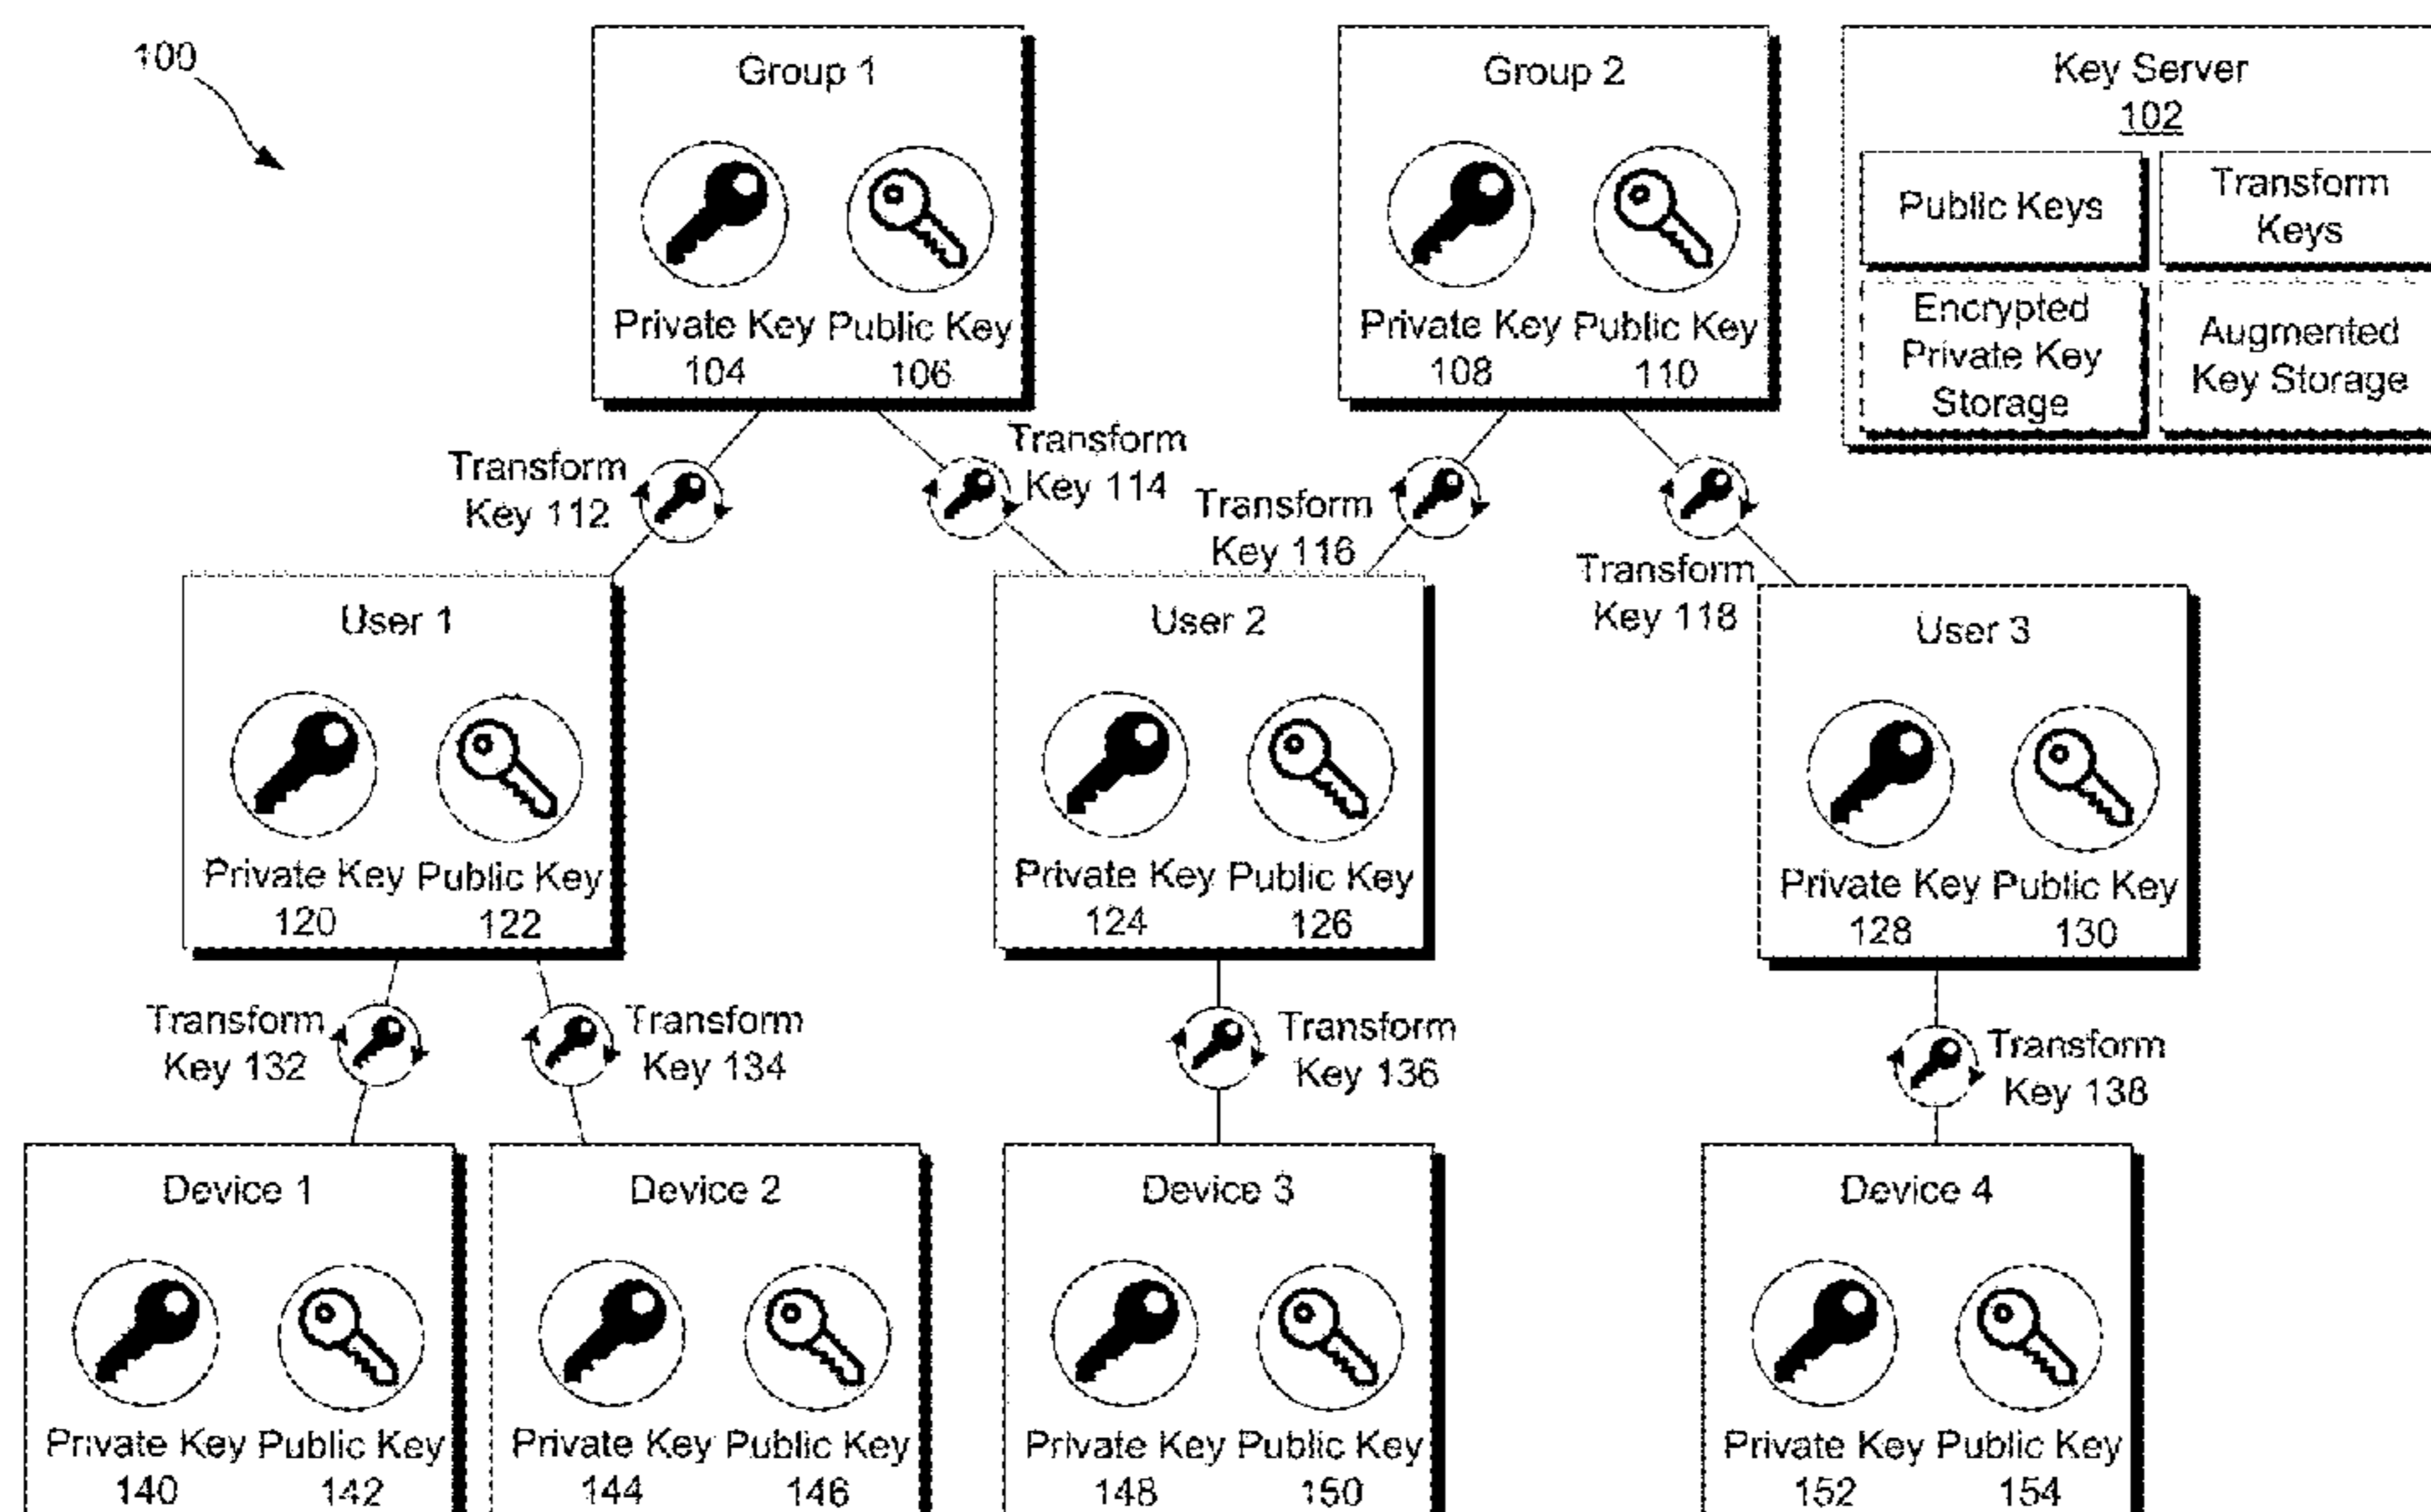 100
Group 1
Private Key Public Key
104 106
Group 2
Private Key Public Key
108 110
Key Server
102
Public Keys
Transform
Keys
Encrypted
Private Key
Storage
Augmented
Key Storage
Transform
Key 112
Transform
Key 114
Transform
Key 116
Transform
Key 118
User 1
Private Key Public Key
120 122
User 2
Private Key Public Key
124 126
User 3
Private Key Public Key
128 130
Transform
Key 132
Transform
Key 134
Transform
Key 136
Transform
Key 138
Device 1
Private Key Public Key
140 142
Device 2
Private Key Public Key
144 146
Device 3
Private Key Public Key
148 150
Device 4
Private Key Public Key
152 154